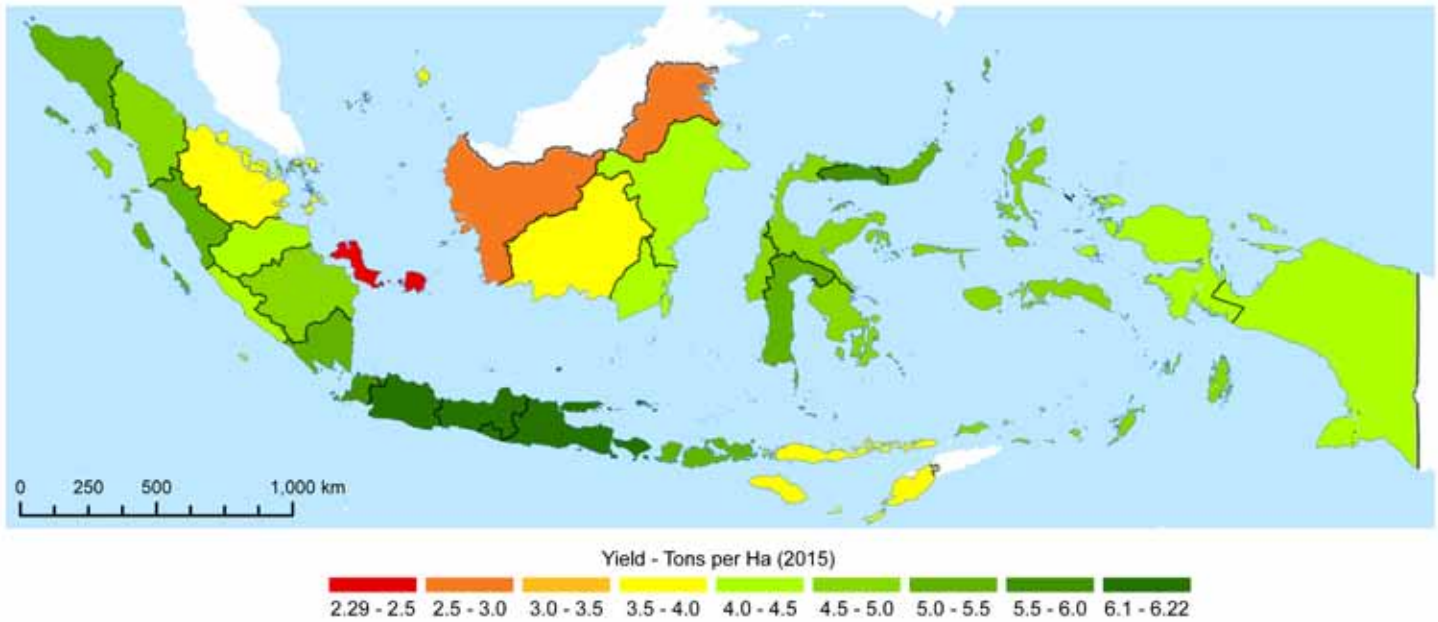 0 250 500 1,000 km
Yield - Tons per Ha (2015)
2.29 - 2.5 2.5 - 3.0 3.0 - 3.5 3.5 - 4.0 4.0 - 4.5 4.5 - 5.0 5.0 - 5.5 5.5 - 6.0 6.1 - 6.22